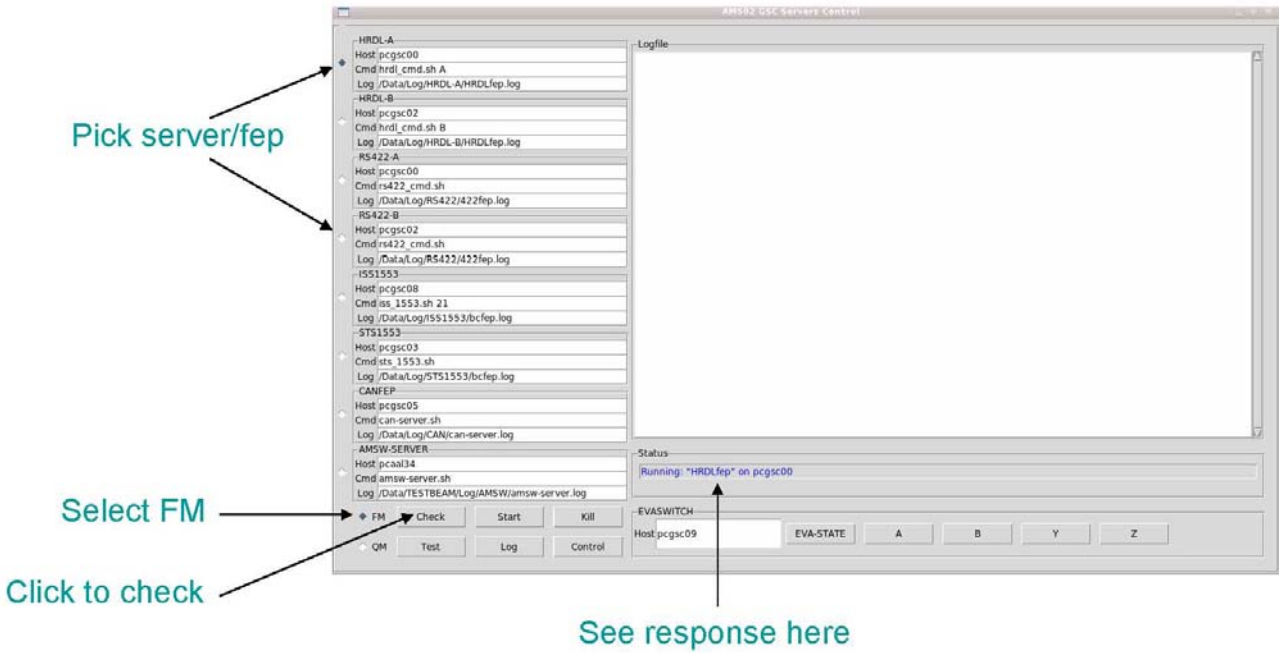 AMS02 GSC Servers Control
HRDL-A
Host pcgsc00
Cmd hrdl_cmd.sh A
Log /Data/Log/HRDL-A/HRDLfep.log
HRDL-B
Host pcgsc02
Cmd hrdl_cmd.sh B
Log /Data/Log/HRDL-B/HRDLfep.log
RS422-A
Host pcgsc00
Cmd rs422_cmd.sh
Log /Data/Log/RS422/422fep.log
RS422-B
Host pcgsc02
Cmd rs422_cmd.sh
Log /Data/Log/RS422/422fep.log
ISS1553
Host pcgsc08
Cmd iss_1553.sh 21
Log /Data/Log/ISS1553/bcfep.log
STS1553
Host pcgsc03
Cmd sts_1553.sh
Log /Data/Log/STS1553/bcfep.log
CANFEP
Host pcgsc05
Cmd can-server.sh
Log /Data/Log/CAN/can-server.log
AMSW-SERVER
Host pcaal34
Cmd amsw-server.sh
Log /Data/TESTBEAM/Log/AMSW/amsw-server.log
FM Check Start Kill
QM Test Log Control
Logfile
Status
Running: "HRDLfep" on pcgsc00
EVASWITCH
Host pcgsc09 EVA-STATE A B Y Z
Pick server/fep
Select FM
Click to check
See response here